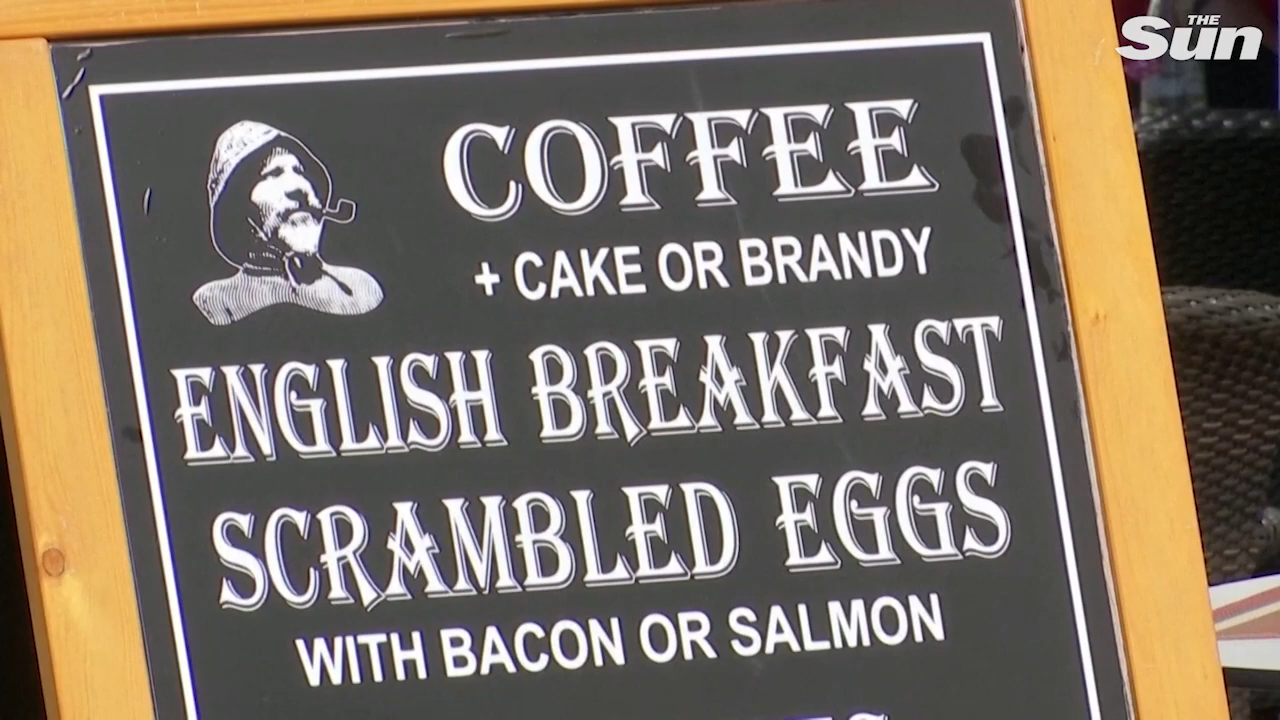 THE
Sun
COFFEE
+ CAKE OR BRANDY
ENGLISH BREAKFAST
SCRAMBLED EGGS
WITH BACON OR SALMON